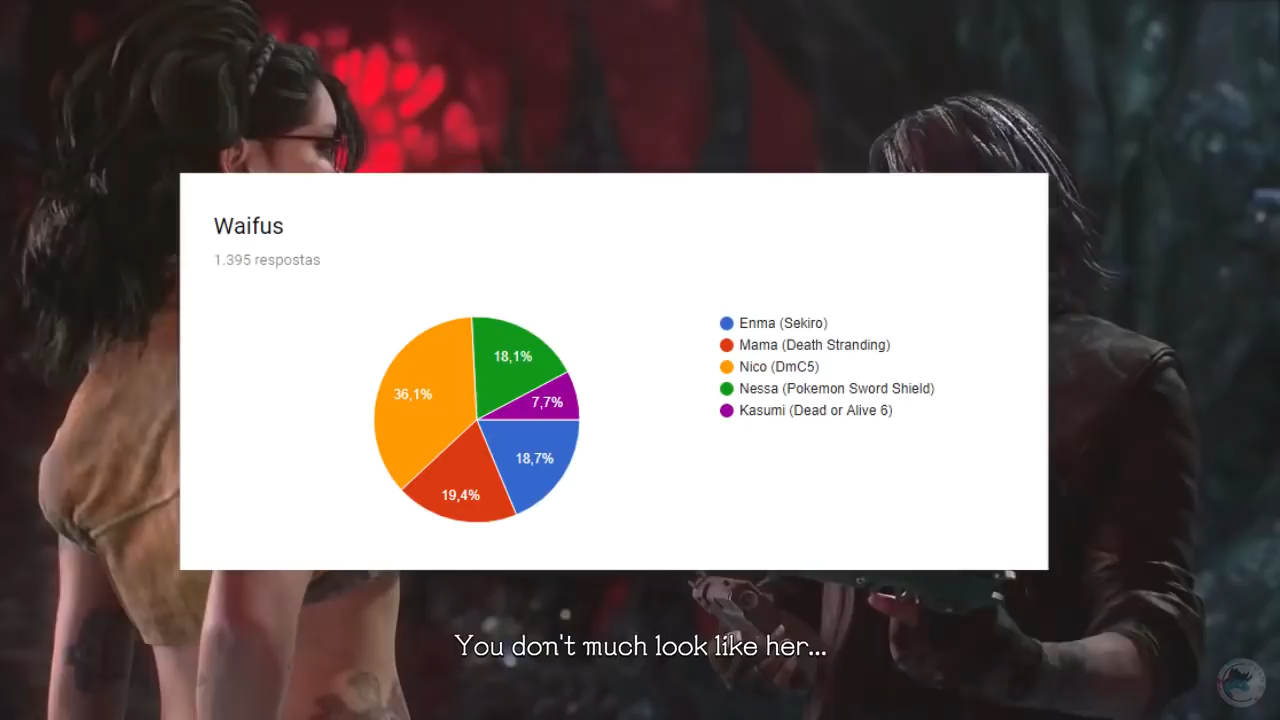 Waifus
1.395 respostas
Enma (Sekiro)
Mama (Death Stranding)
Nico (DmC5)
Nessa (Pokemon Sword Shield)
Kasumi (Dead or Alive 6)
18,1%
36,1%
7,7%
18,7%
19,4%
You don't much look like her...